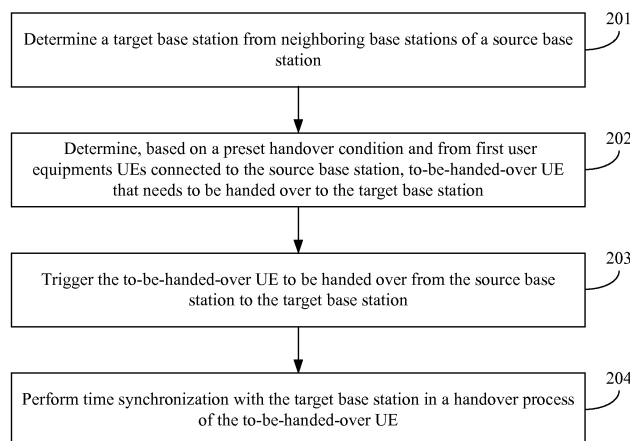 201
Determine a target base station from neighboring base stations of a source base
station
202
Determine, based on a preset handover condition and from first user
equipments UEs connected to the source base station, to-be-handed-over UE
that needs to be handed over to the target base station
203
Trigger the to-be-handed-over UE to be handed over from the source base
station to the target base station
204
Perform time synchronization with the target base station in a handover process
of the to-be-handed-over UE